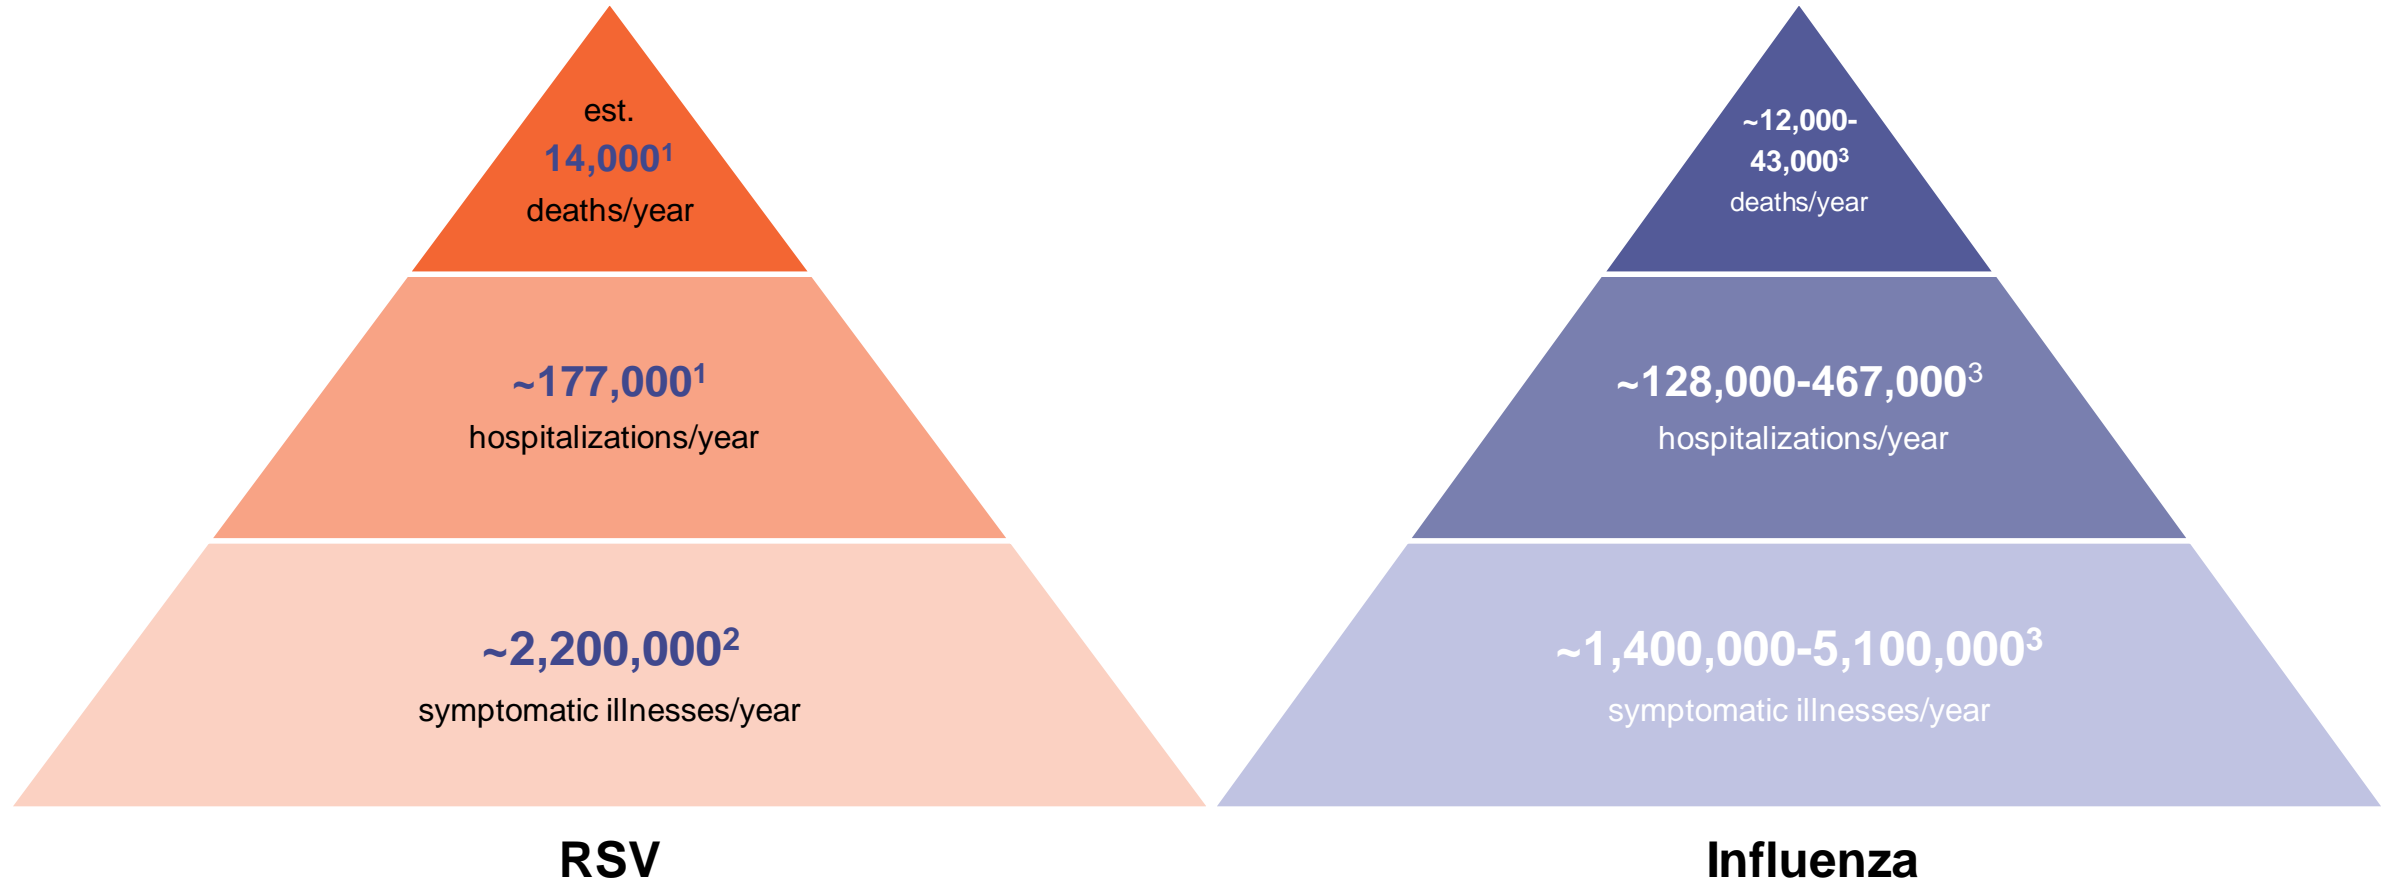 est.
14,000¹
deaths/year
~177,000¹
hospitalizations/year
~2,200,000²
symptomatic illnesses/year
RSV
~12,000-
43,000³
deaths/year
~128,000-467,000³
hospitalizations/year
~1,400,000-5,100,000³
symptomatic illnesses/year
Influenza